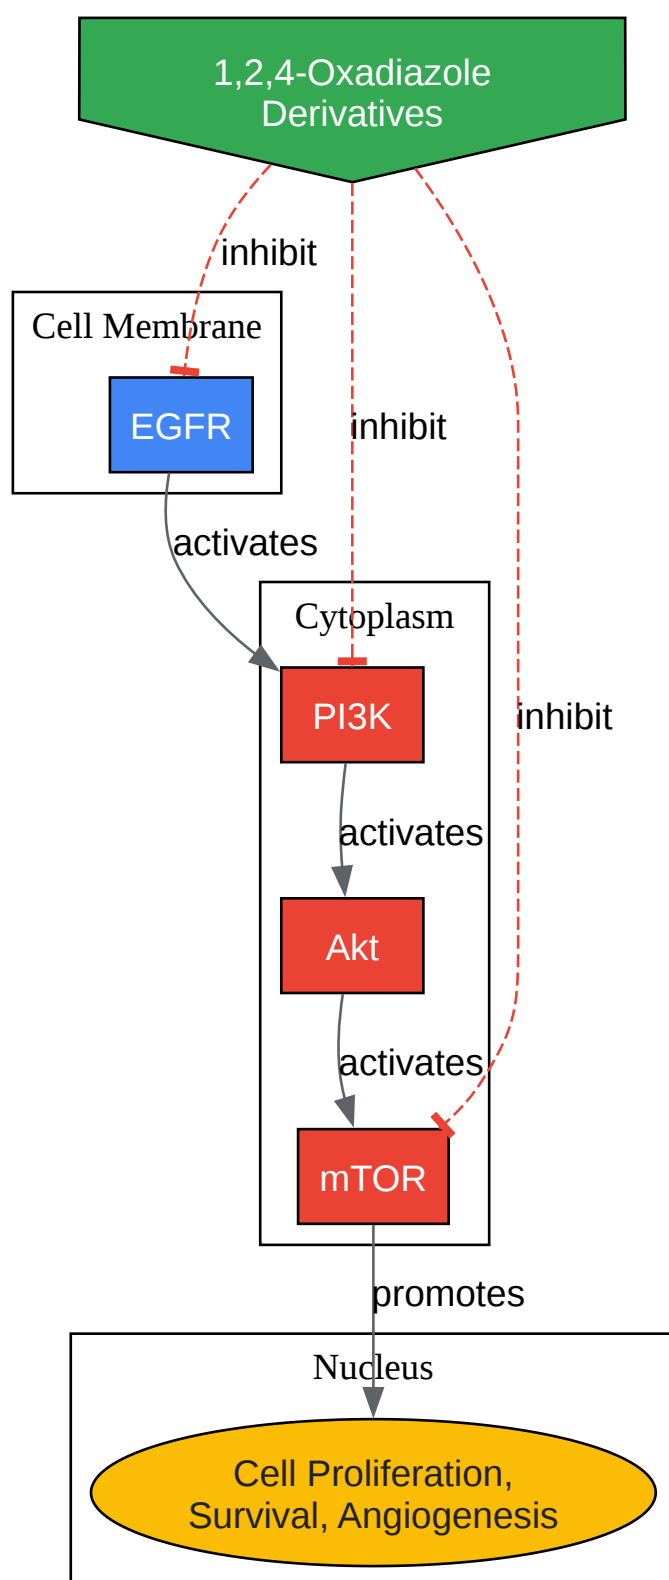 1,2,4-Oxadiazole
Derivatives
inhibit
Cell Membrane
EGFR
inhibit
activates
Cytoplasm
PI3K
inhibit
activates
Akt
activates
mTOR
promotes
Nucleus
Cell Proliferation,
Survival, Angiogenesis